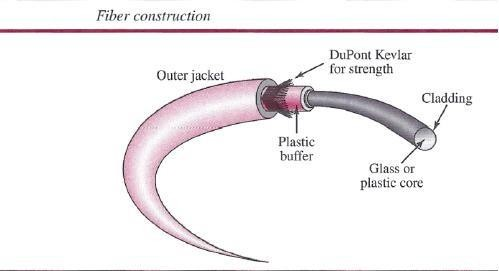 Fiber construction
DuPont Kevlar
for strength
Outer jacket
Cladding
Plastic
buffer
Glass or
plastic core